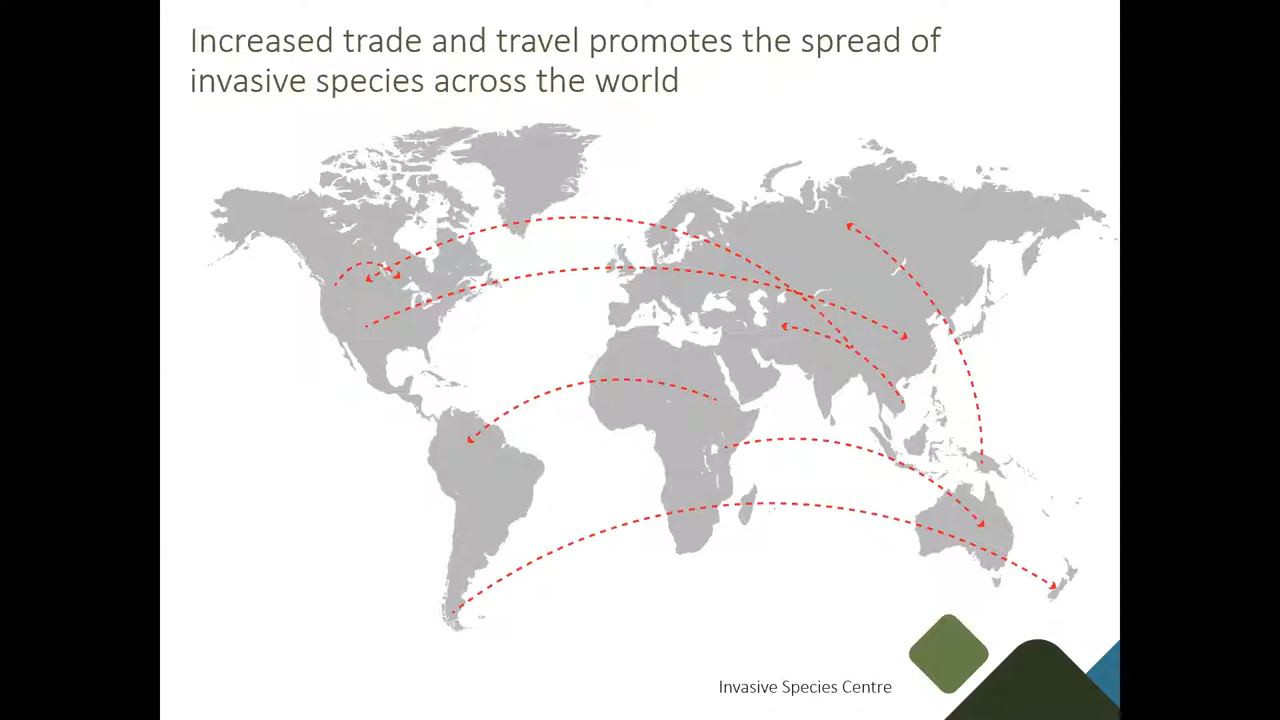 Increased trade and travel promotes the spread of
invasive species across the world
Invasive Species Centre